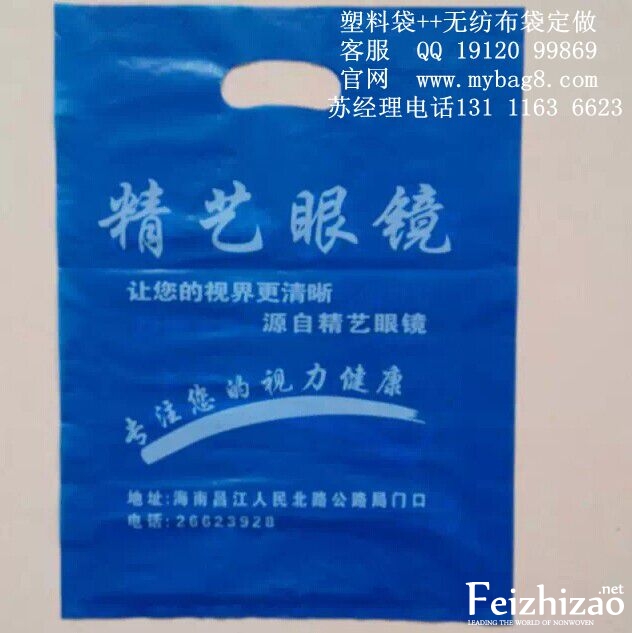 塑料袋++无纺布袋定做
客服 QQ 19120 99869
官网 www.mybag8.com
苏经理电话131 1163 6623
精艺眼镜
让您的视界更清晰
源自精艺眼镜
专注您的视力健康
地址:海南昌江人民北路公路局门口
电话:26623928
Feizhizao.net
LEADING THE WORLD OF NONWOVEN